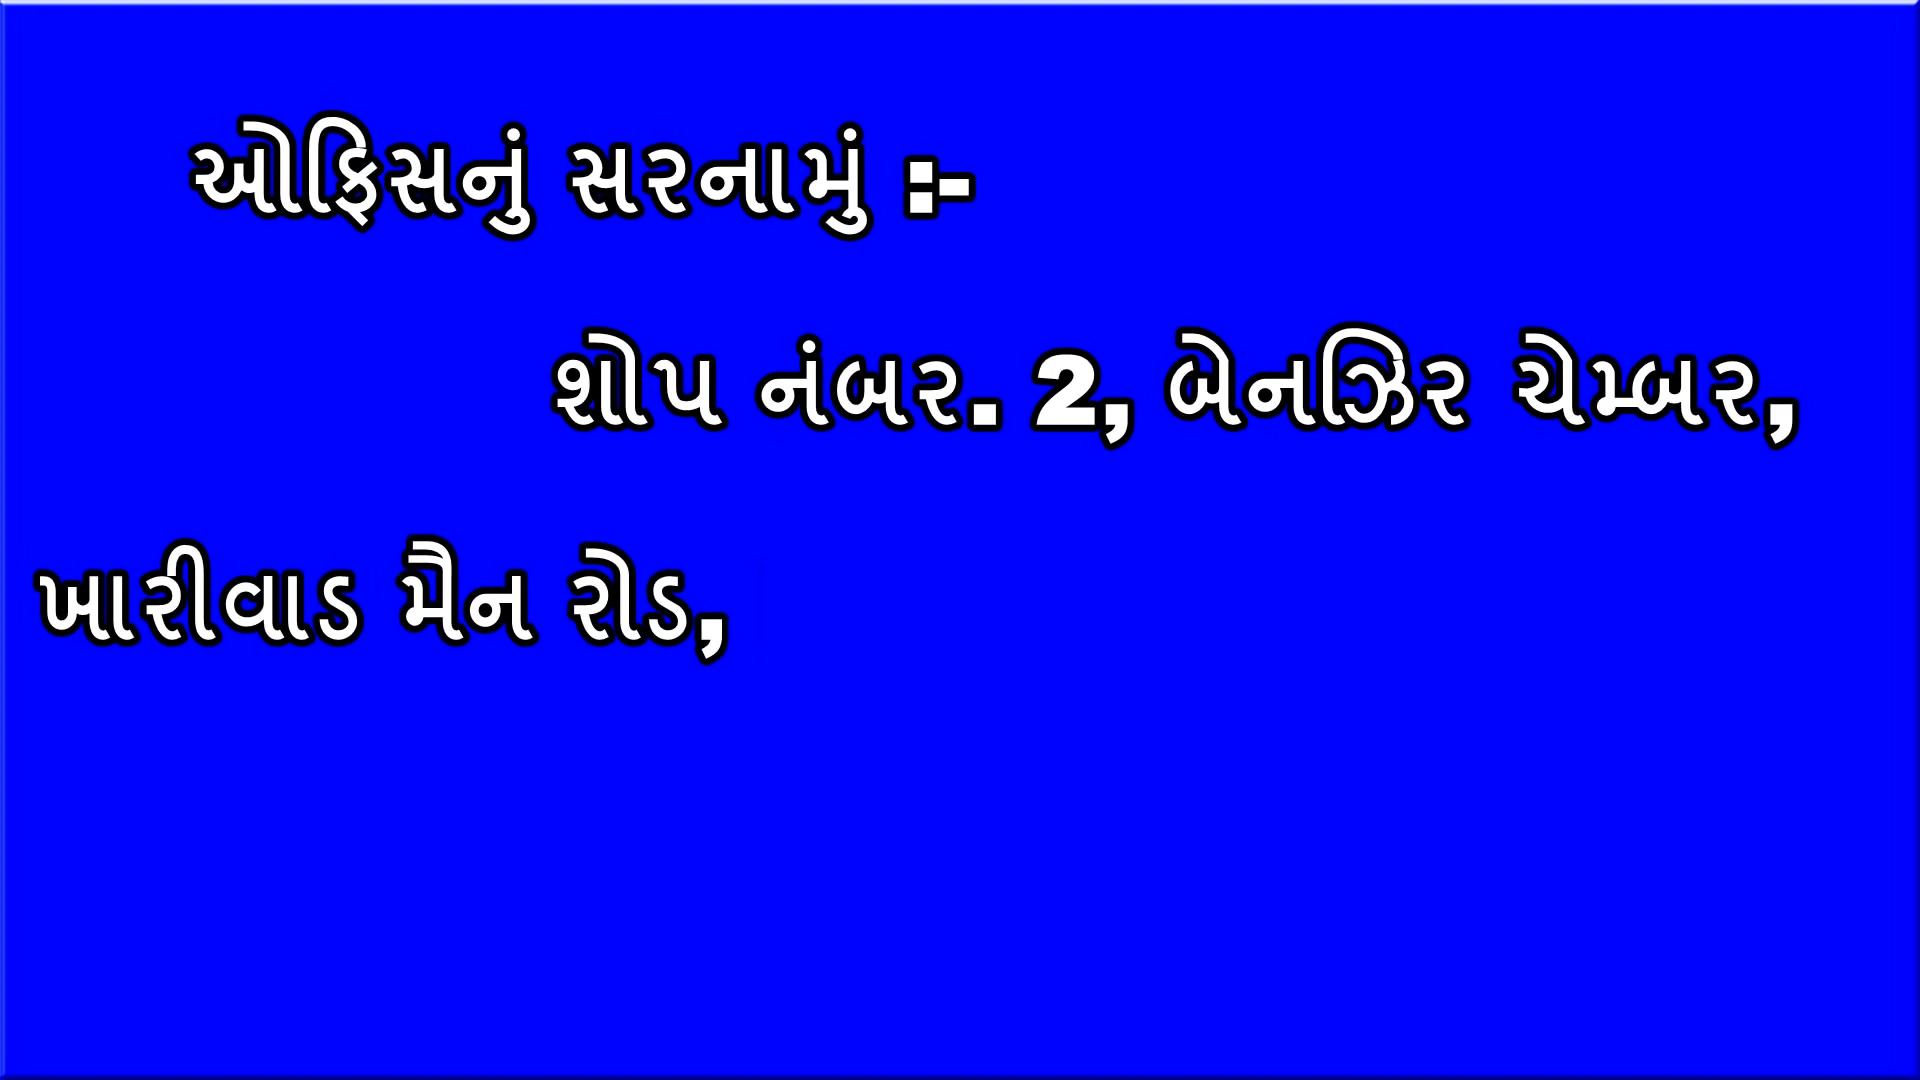 ઓફિસનું સરનામું :-
શોપ નંબર. 2, બેનઝિર ચેમ્બર,
ખારીવાડ મૈન રોડ,